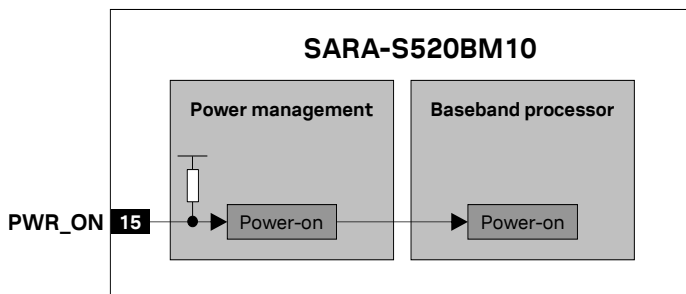 SARA-S520BM10
Power management
Baseband processor
PWR_ON 15
Power-on
Power-on